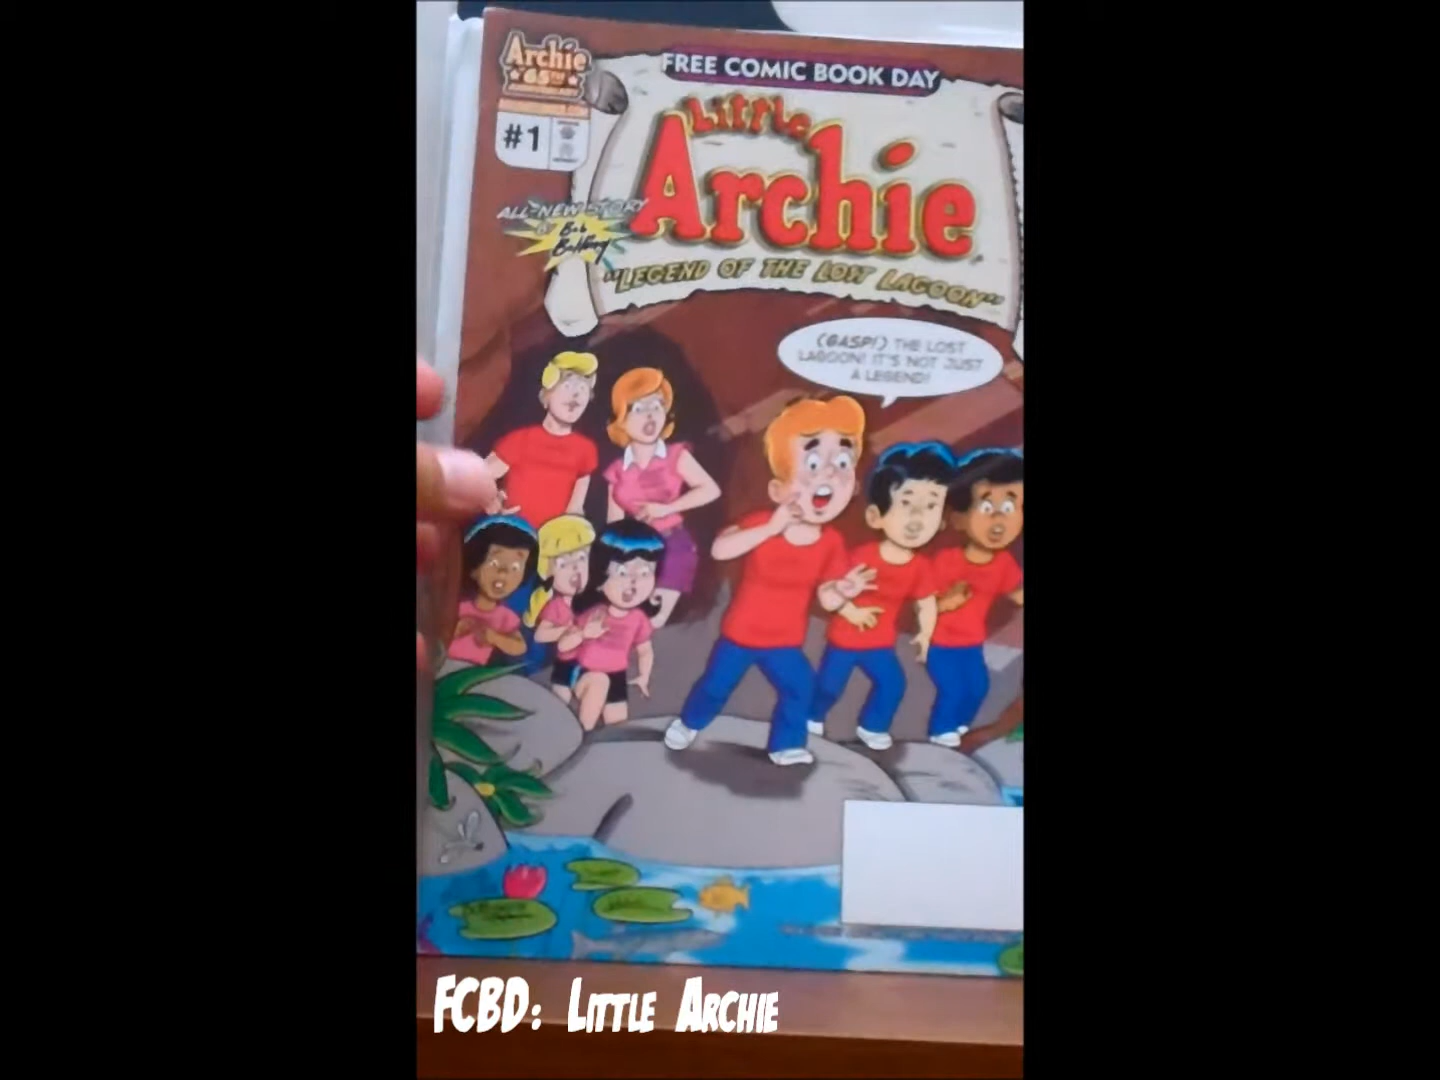 Archie
65TH
ANNIVERSARY
#1
FREE COMIC BOOK DAY
Little
Archie
ALL-NEW STORY
Bob
Bolling
"LEGEND OF THE LOST LAGOON"
(GASP!) THE LOST
LAGOON! IT'S NOT JUST
A LEGEND!
FCBD: LITTLE ARCHIE